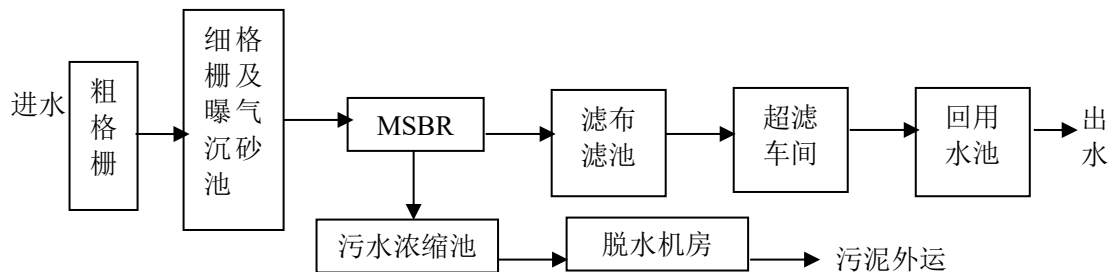 进水
粗
格
栅
细格
栅及
曝气
沉砂
池
MSBR
滤布
滤池
超滤
车间
回用
水池
出
水
污水浓缩池
脱水机房
污泥外运